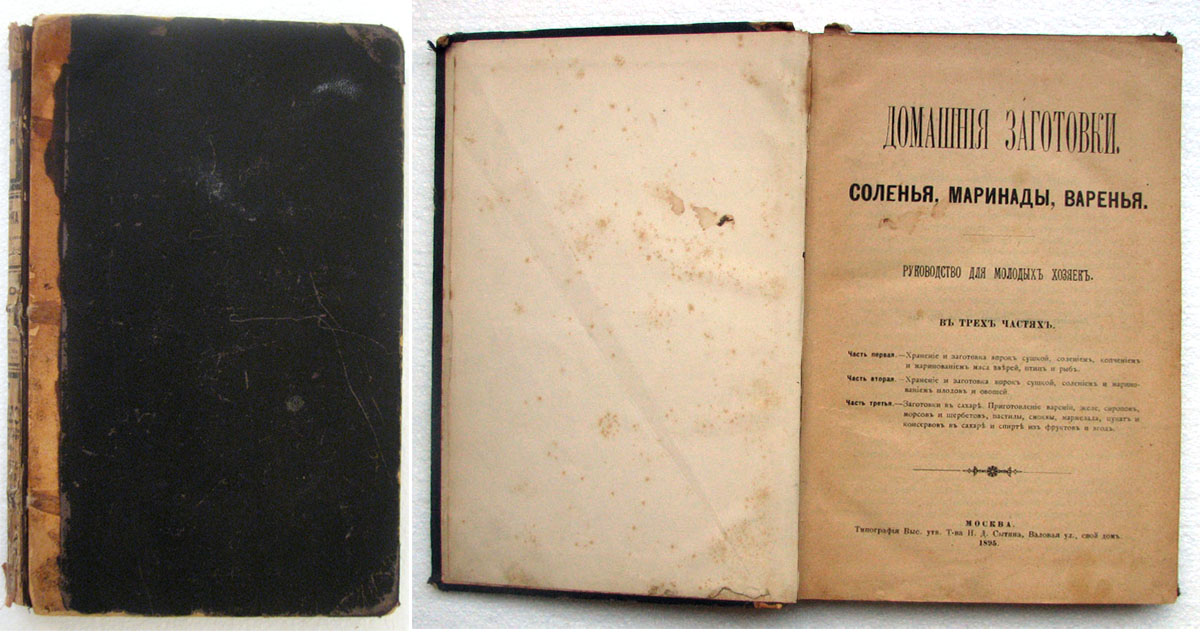 ДОМАШНІЯ ЗАГОТОВКИ.
СОЛЕНЬЯ, МАРИНАДЫ, ВАРЕНЬЯ.
РУКОВОДСТВО ДЛЯ МОЛОДЫХЪ ХОЗЯЕКЪ.
ВЪ ТРЕХЪ ЧАСТЯХЪ.
Часть первая.—Храненіе и заготовка впрокъ сушкой, соленіемъ, копченіемъ
и маринованіемъ мяса звѣрей, птицъ и рыбъ.
Часть вторая.—Храненіе и заготовка впрокъ сушкой, соленіемъ и марино-
ваніемъ плодовъ и овощей.
Часть третья.—Заготовки въ сахарѣ. Приготовленіе вареній, желе, сироповъ,
морсовъ и щербетовъ, пастилы, смоквы, мармелада, цукатъ и
консервовъ въ сахарѣ и спиртѣ изъ фруктовъ и ягодъ.
МОСКВА.
Типографія Выс. утв. Т-ва И. Д. Сытина, Валовая ул., свой домъ.
1895.